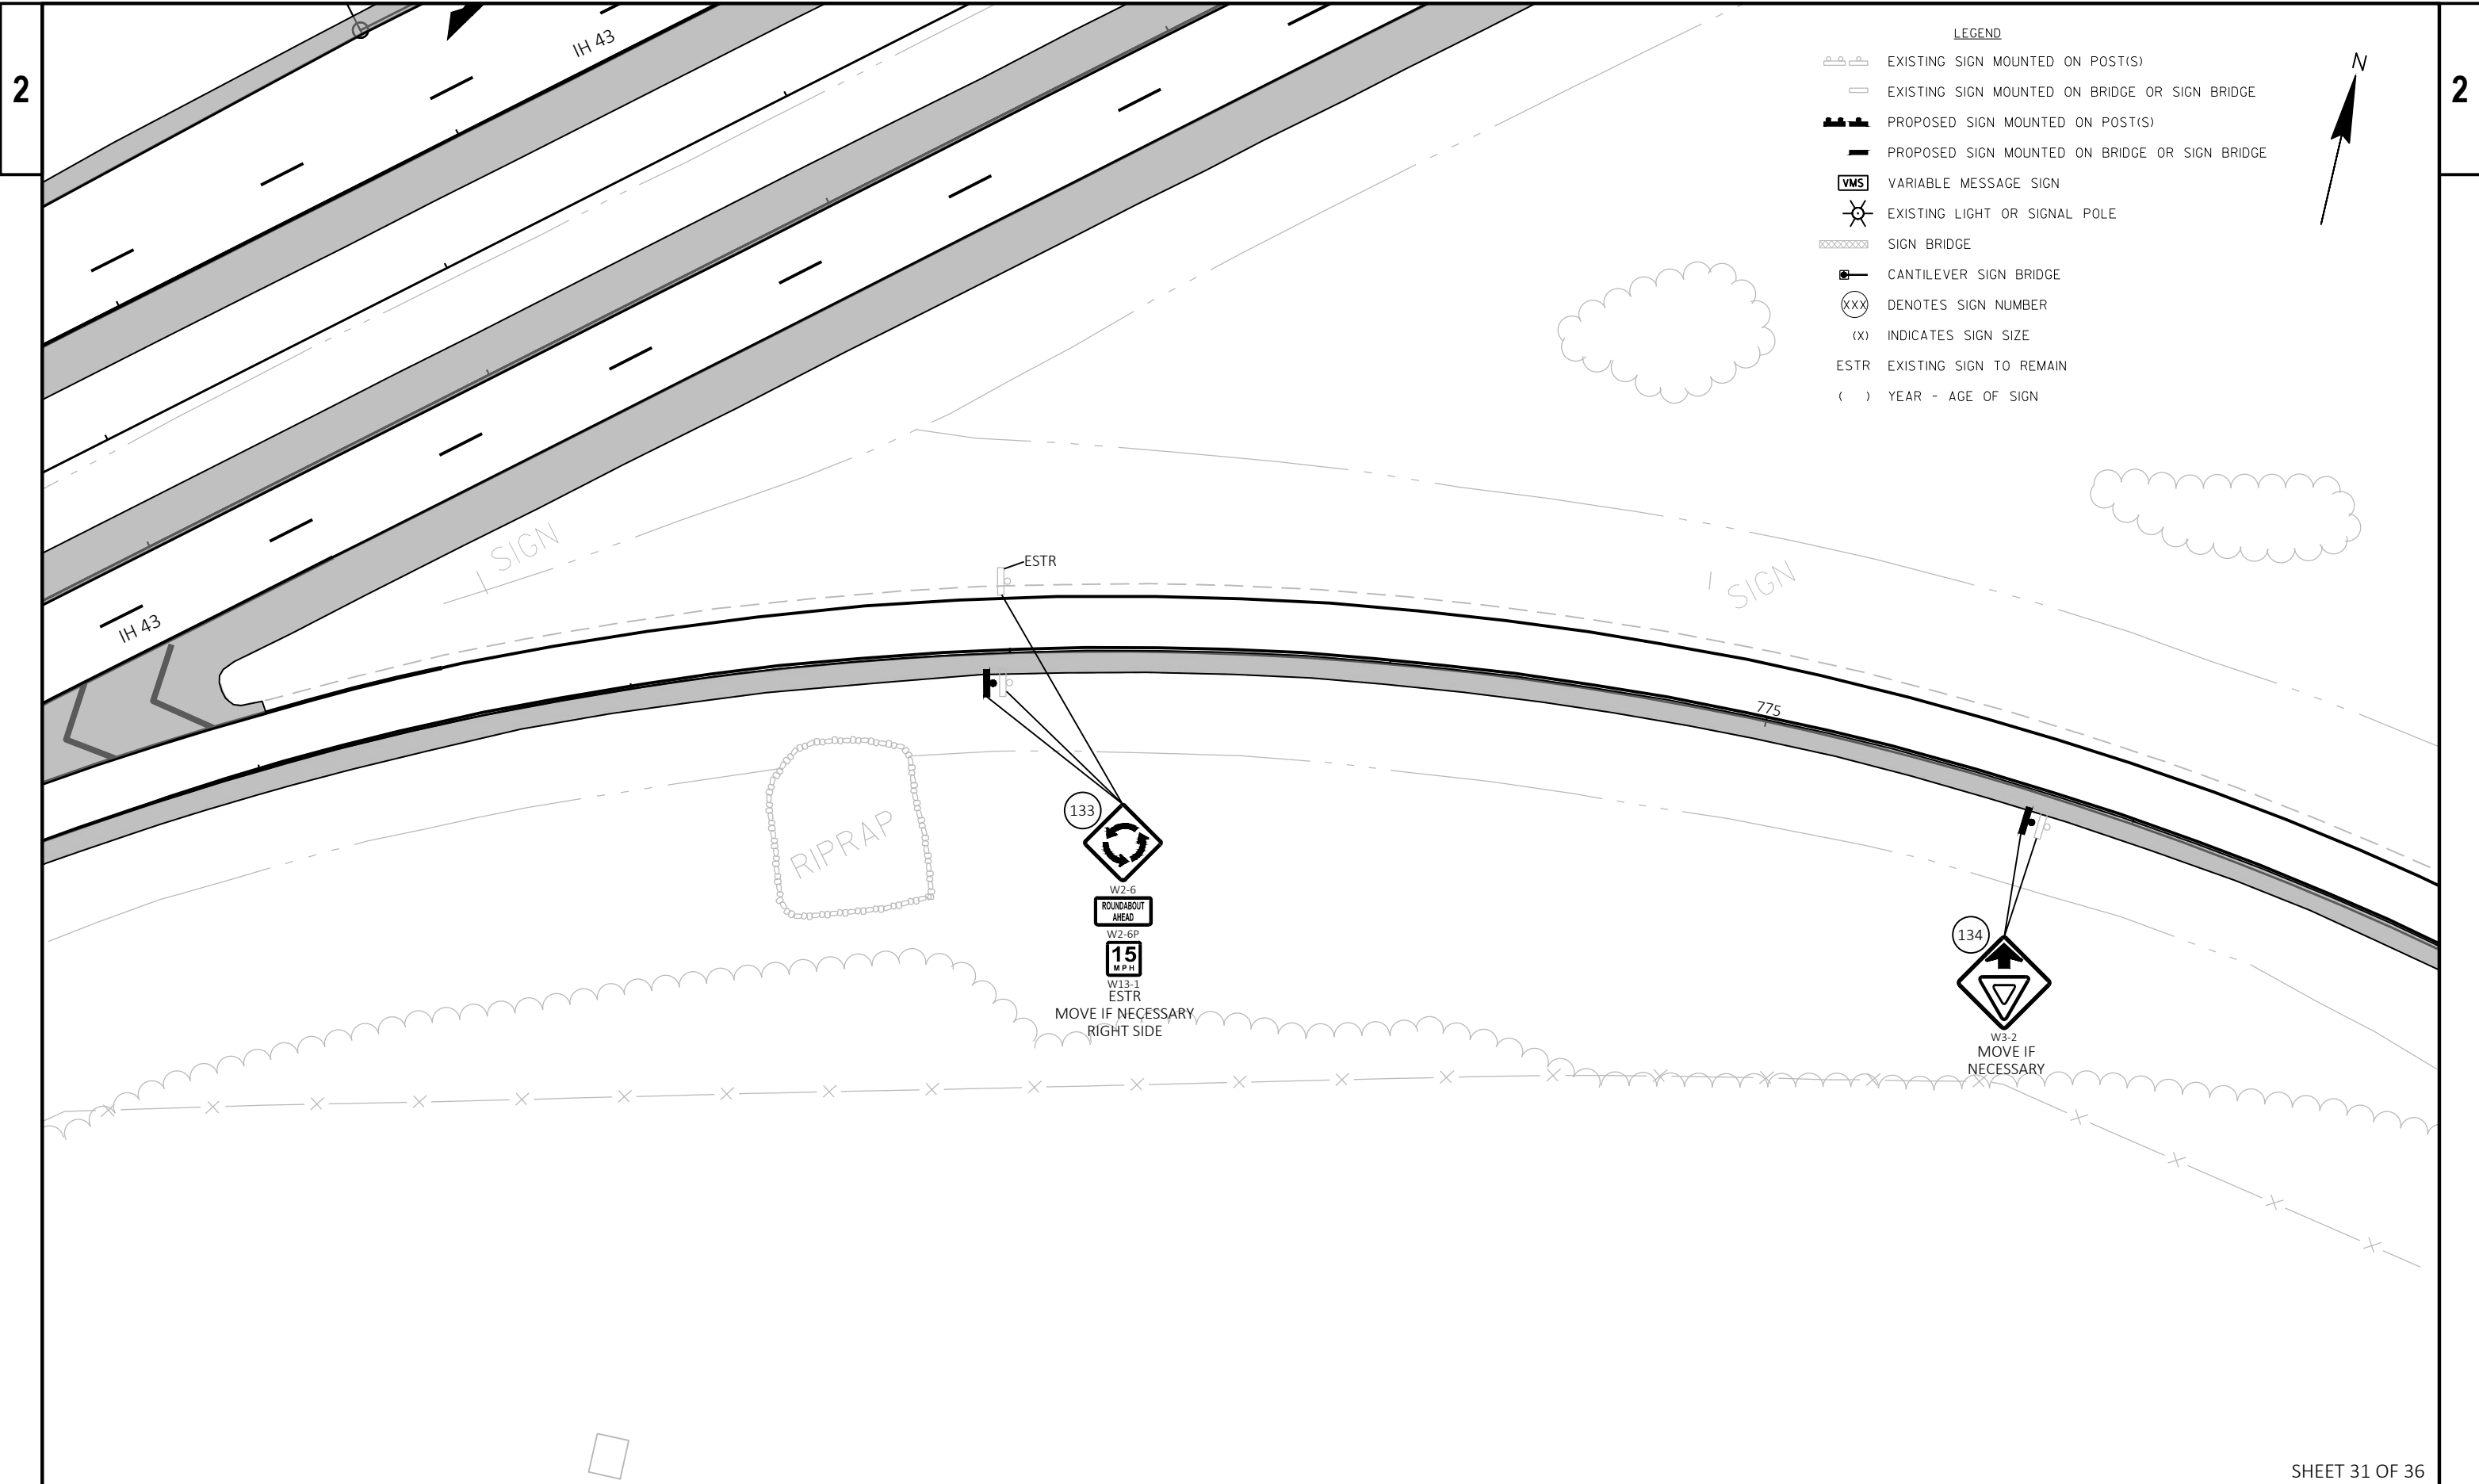 2
2
IH 43
LEGEND
EXISTING SIGN MOUNTED ON POST(S)
EXISTING SIGN MOUNTED ON BRIDGE OR SIGN BRIDGE
PROPOSED SIGN MOUNTED ON POST(S)
PROPOSED SIGN MOUNTED ON BRIDGE OR SIGN BRIDGE
VMS VARIABLE MESSAGE SIGN
EXISTING LIGHT OR SIGNAL POLE
SIGN BRIDGE
CANTILEVER SIGN BRIDGE
XXX DENOTES SIGN NUMBER
(X) INDICATES SIGN SIZE
ESTR EXISTING SIGN TO REMAIN
( ) YEAR - AGE OF SIGN
N
SIGN
ESTR
SIGN
IH 43
775
RIPRAP
133
W2-6
ROUNDABOUT
AHEAD
W2-6P
15
MPH
W13-1
ESTR
MOVE IF NECESSARY
RIGHT SIDE
134
W3-2
MOVE IF
NECESSARY
SHEET 31 OF 36